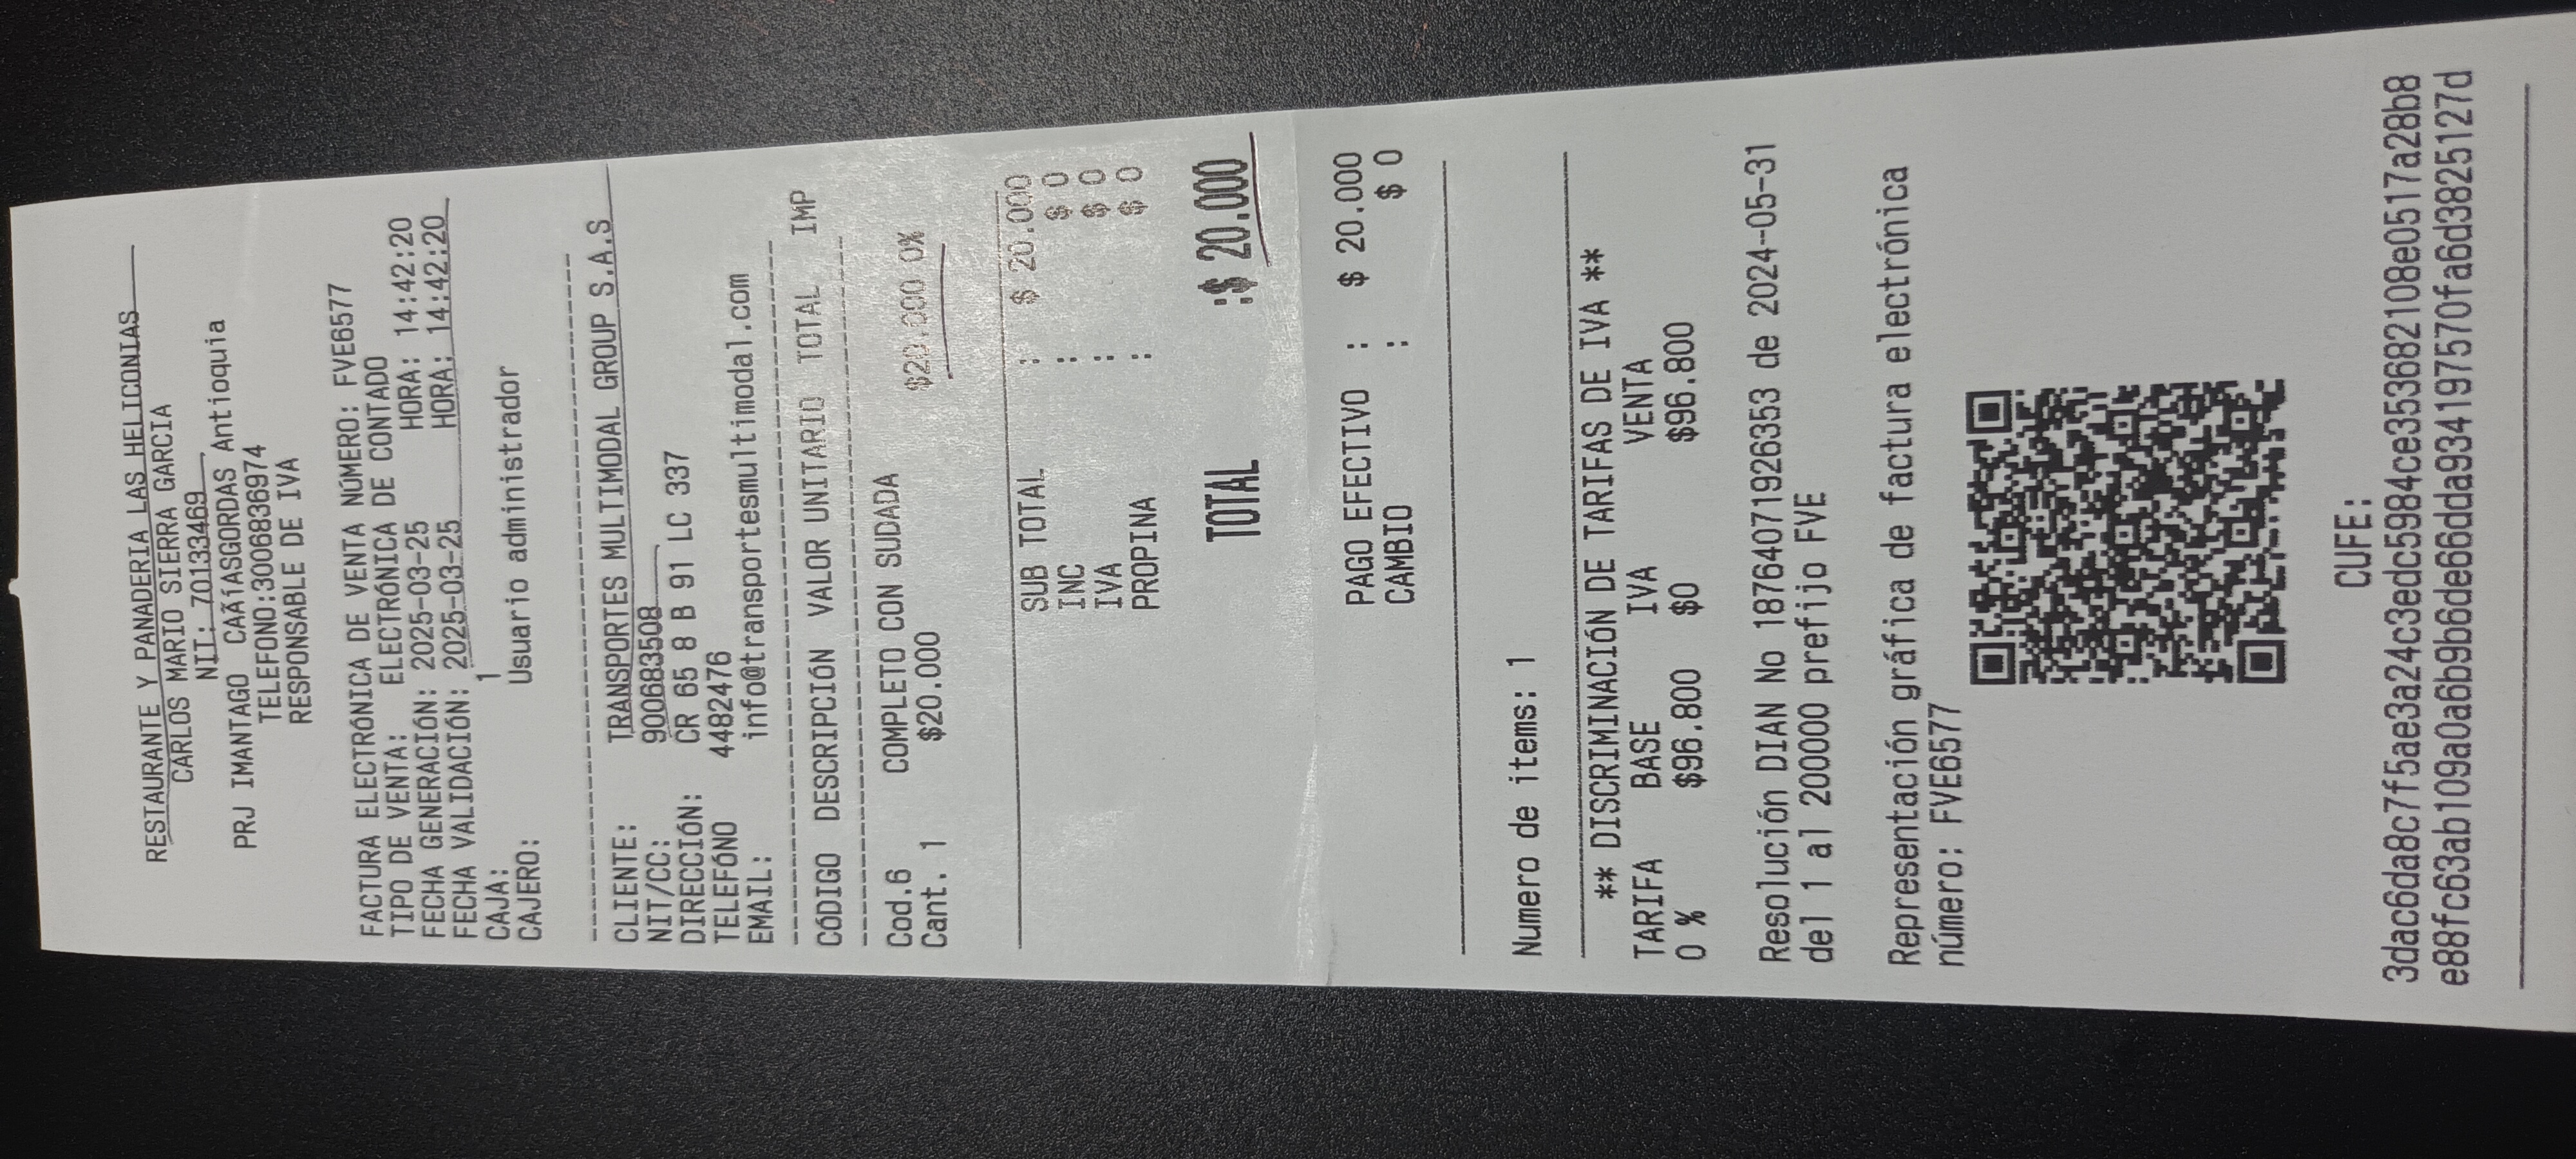 RESTAURANTE Y PANADERIA LAS HELICONIAS
CARLOS MARIO SIERRA GARCIA
NIT: 70133469
PRJ IMANTAGO CAÃIASGORDAS Antioquia
TELEFONO:3006836974
RESPONSABLE DE IVA
FACTURA ELECTRÓNICA DE VENTA NÚMERO: FVE6577
TIPO DE VENTA: ELECTRÓNICA DE CONTADO
FECHA GENERACIÓN: 2025-03-25 HORA: 14:42:20
FECHA VALIDACIÓN: 2025-03-25 HORA: 14:42:20
CAJA: 1
CAJERO: Usuario administrador
CLIENTE: TRANSPORTES MULTIMODAL GROUP S.A.S
NIT/CC: 900683508
DIRECCIÓN: CR 65 8 B 91 LC 337
TELEFÓNO 4482476
EMAIL: info@transportesmultimodal.com
CÓDIGO DESCRIPCIÓN VALOR UNITARIO TOTAL IMP
Cod.6 COMPLETO CON SUDADA
Cant. 1 $20.000 $20.000 0%
SUB TOTAL : $ 20.000
INC : $ 0
IVA : $ 0
PROPINA : $ 0
TOTAL :$ 20.000
PAGO EFECTIVO : $ 20.000
CAMBIO : $ 0
Numero de items: 1
** DISCRIMINACIÓN DE TARIFAS DE IVA **
TARIFA BASE IVA VENTA
0 % $96.800 $0 $96.800
Resolución DIAN No 18764071926353 de 2024-05-31
del 1 al 200000 prefijo FVE
Representación gráfica de factura electrónica
número: FVE6577
CUFE:
3dac6da8c7f5ae3a24c3edc5984ce35368210​8e0517a28b8
e88fc63ab109a0a6b9b6de66dda934197570fa6d3825127d